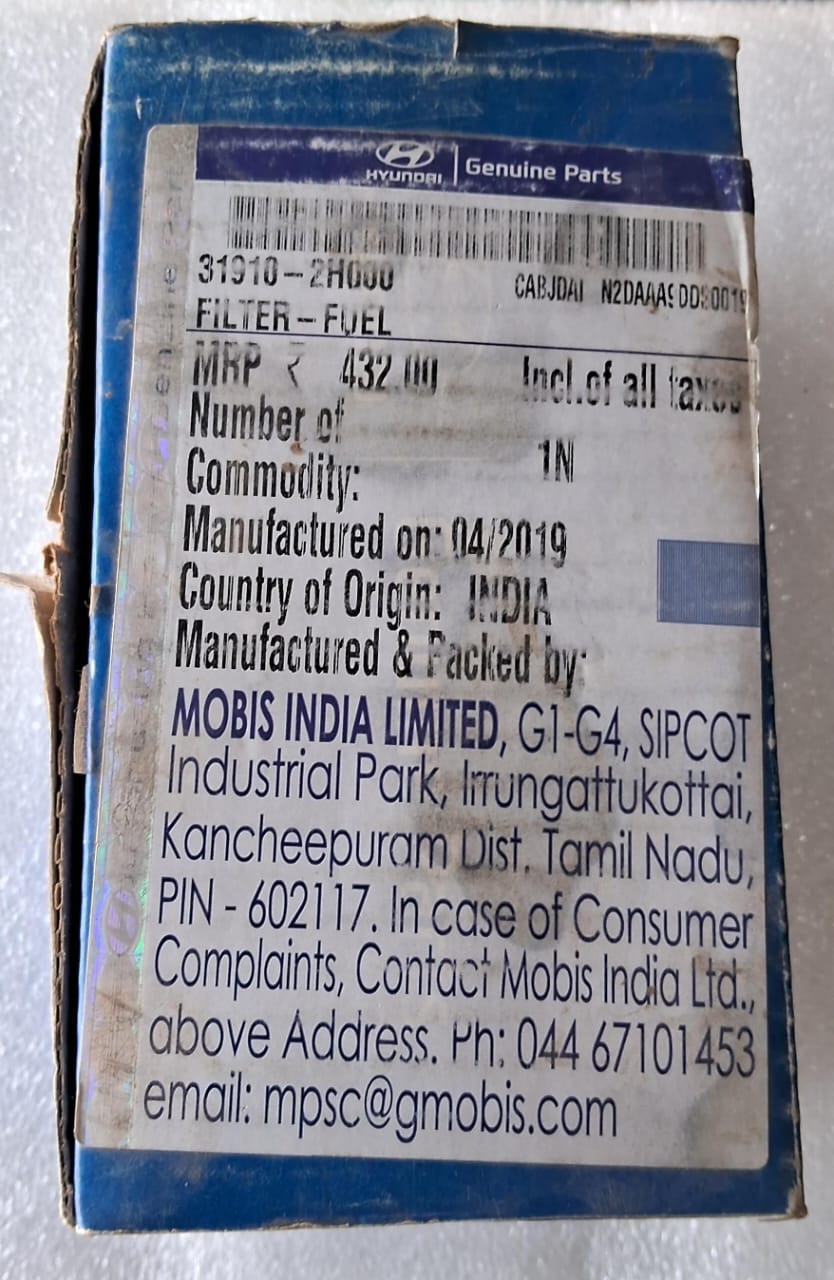 HYUNDAI | Genuine Parts
31910-2H000
CABJDAI
FILTER-FUEL
MRP ₹ 432.00 Incl.of all taxes
Number of
Commodity: 1N
Manufactured on: 04/2019
Country of Origin: INDIA
Manufactured & Packed by:
MOBIS INDIA LIMITED, G1-G4, SIPCOT
Industrial Park, Irrungattukottai,
Kancheepuram Dist. Tamil Nadu,
PIN - 602117. In case of Consumer
Complaints, Contact Mobis India Ltd.,
above Address. Ph: 044 67101453
email: mpsc@gmobis.com